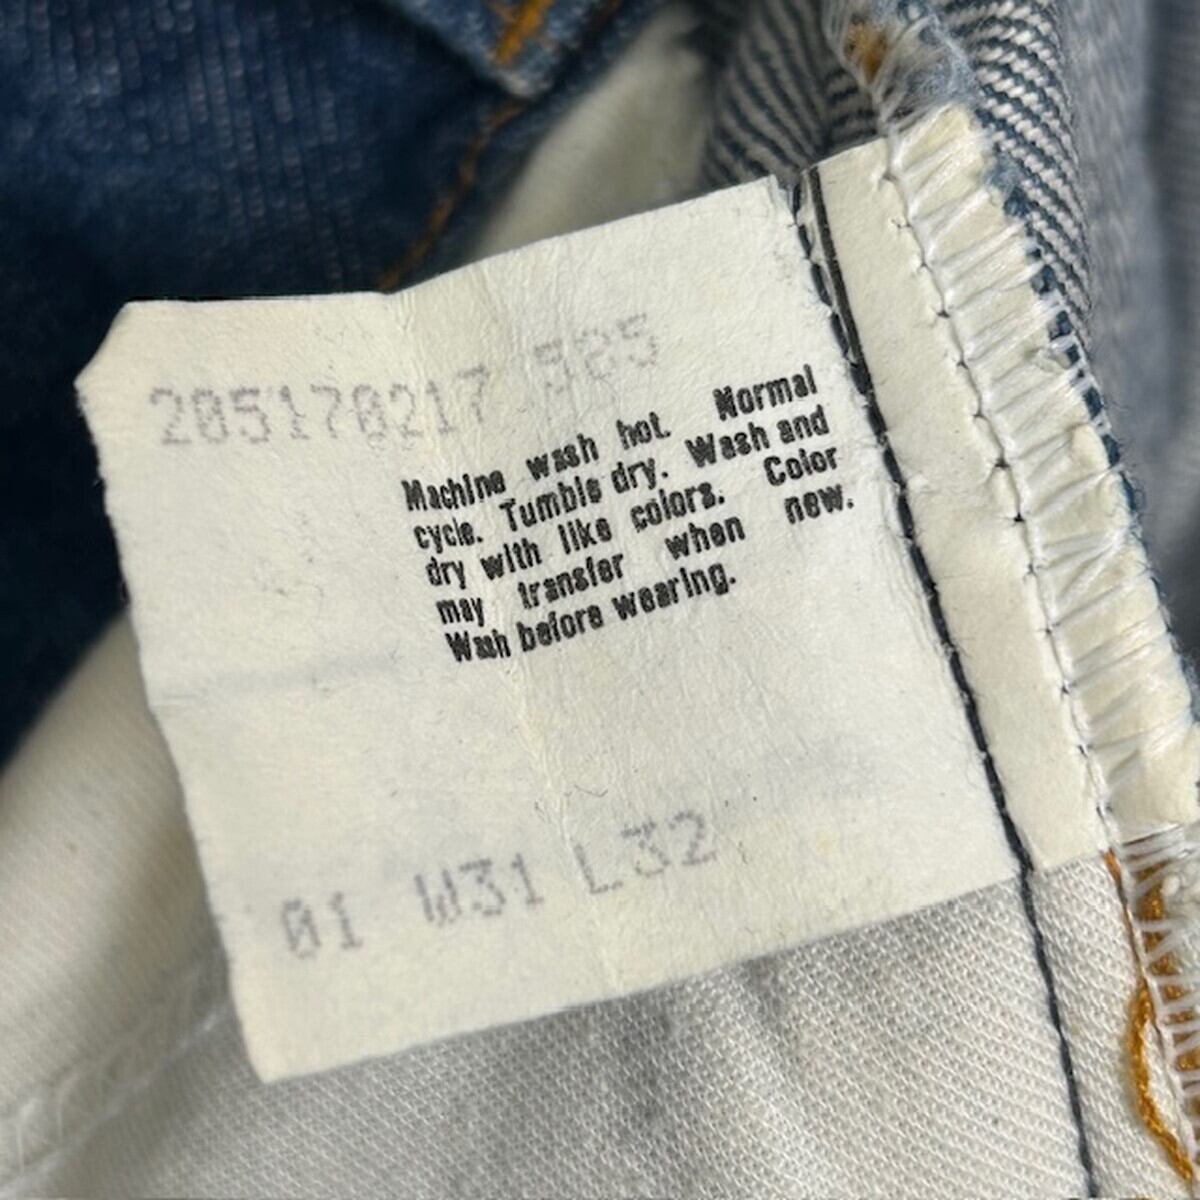 205170217 505
Machine wash hot. Normal
cycle. Tumble dry. Wash and
dry with like colors. Color
may transfer when new.
Wash before wearing.
01 W31 L32